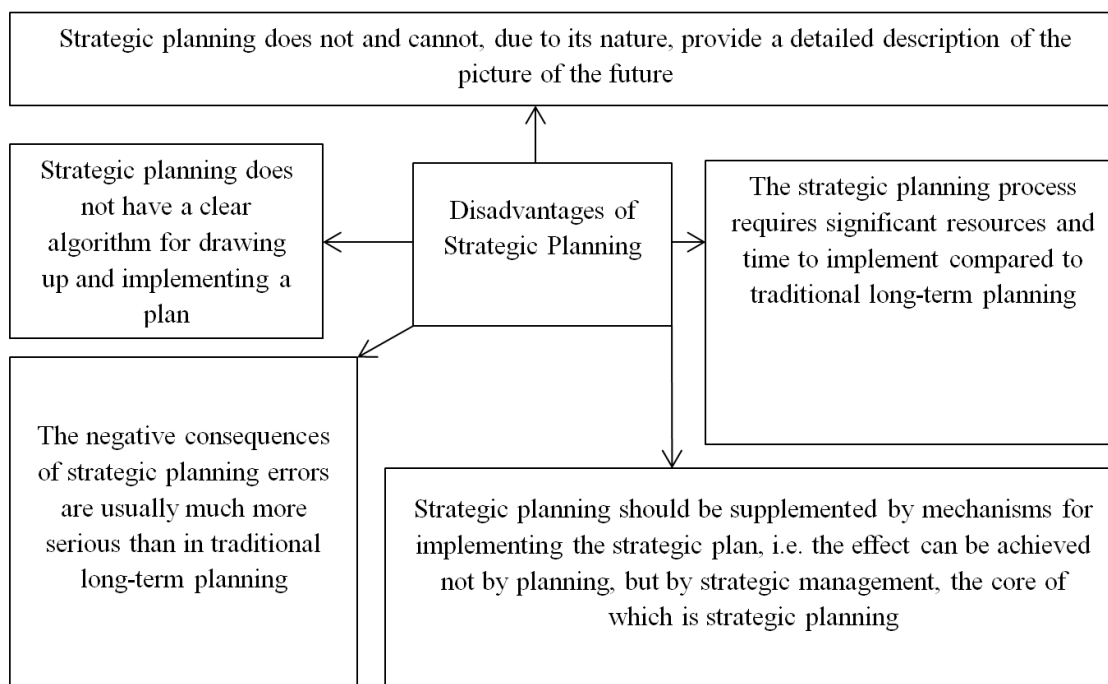 Strategic planning does not and cannot, due to its nature, provide a detailed description of the
picture of the future
Strategic planning does
not have a clear
algorithm for drawing
up and implementing a
plan
Disadvantages of
Strategic Planning
The strategic planning process
requires significant resources and
time to implement compared to
traditional long-term planning
The negative consequences
of strategic planning errors
are usually much more
serious than in traditional
long-term planning
Strategic planning should be supplemented by mechanisms for
implementing the strategic plan, i.e. the effect can be achieved
not by planning, but by strategic management, the core of
which is strategic planning